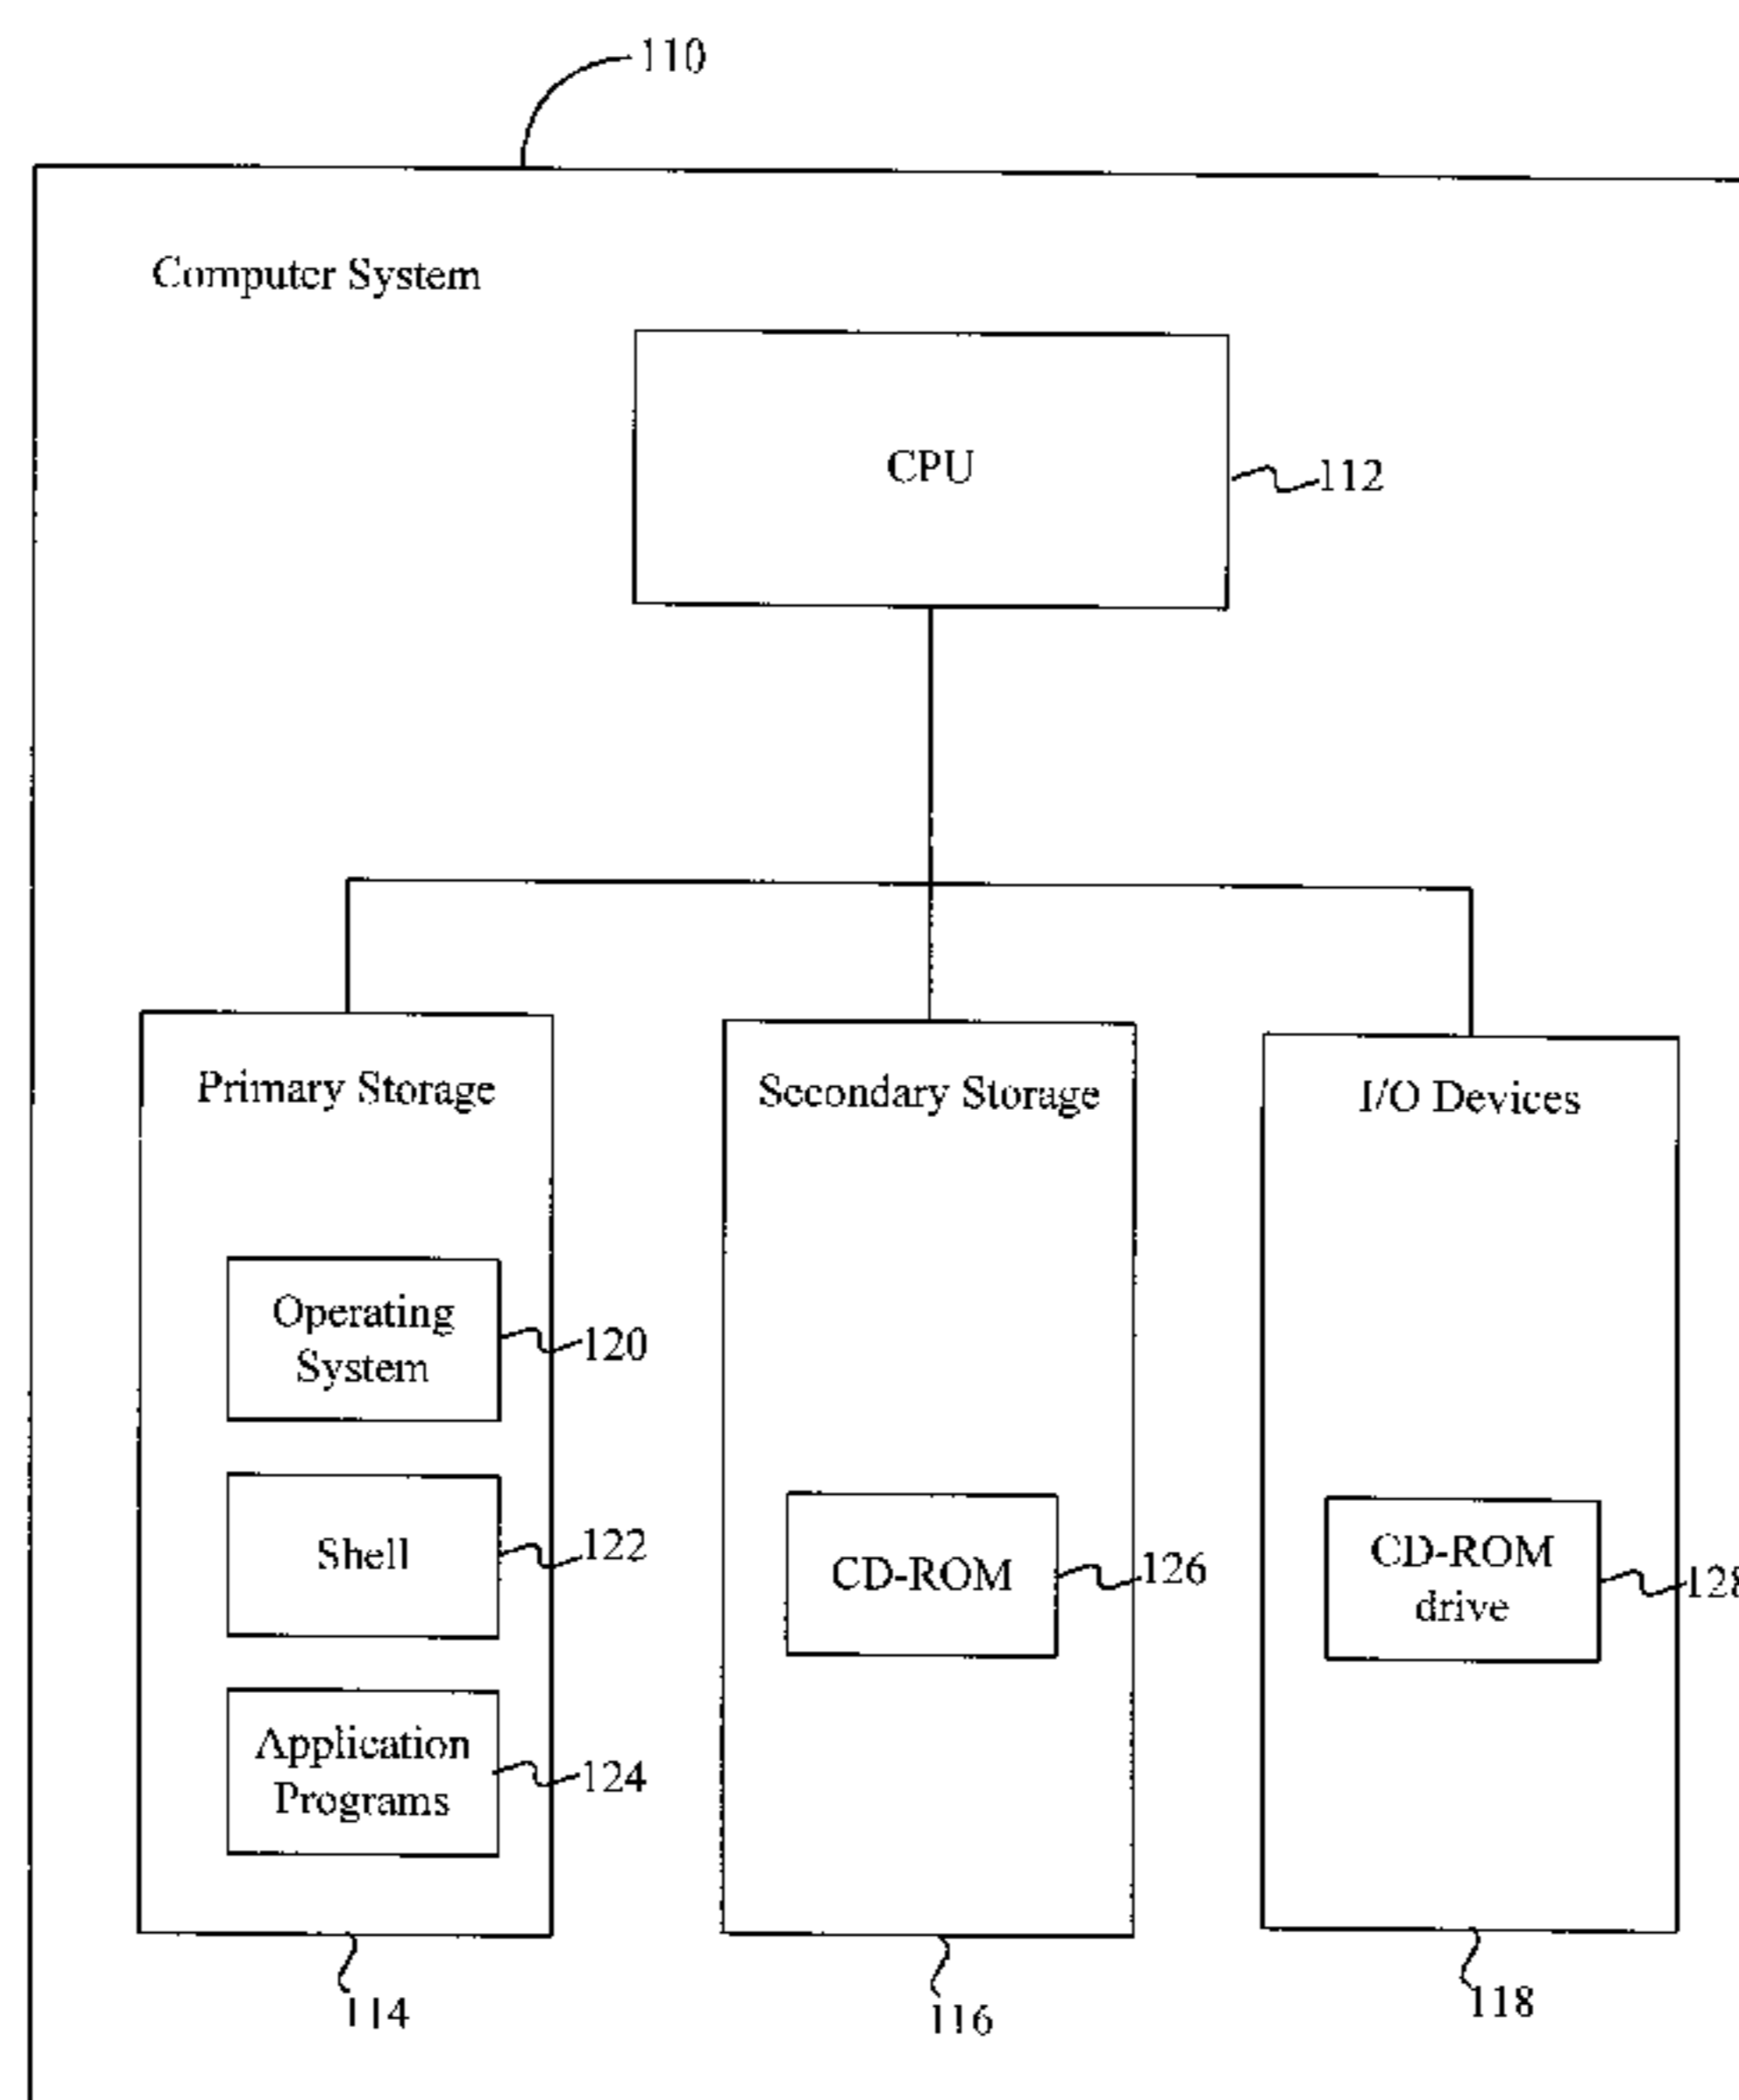 110
Computer System
CPU
112
Primary Storage
Secondary Storage
I/O Devices
Operating
System
120
Shell
122
Application
Programs
124
CD-ROM
126
CD-ROM
drive
128
114
116
118